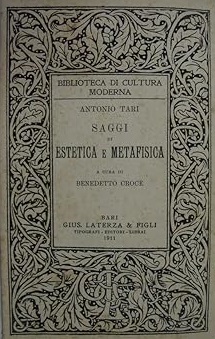 BIBLIOTECA DI CULTURA
MODERNA
ANTONIO TARI
SAGGI
DI
ESTETICA E METAFISICA
A CURA DI
BENEDETTO CROCE
BARI
GIUS. LATERZA & FIGLI
TIPOGRAFI - EDITORI - LIBRAI
1911